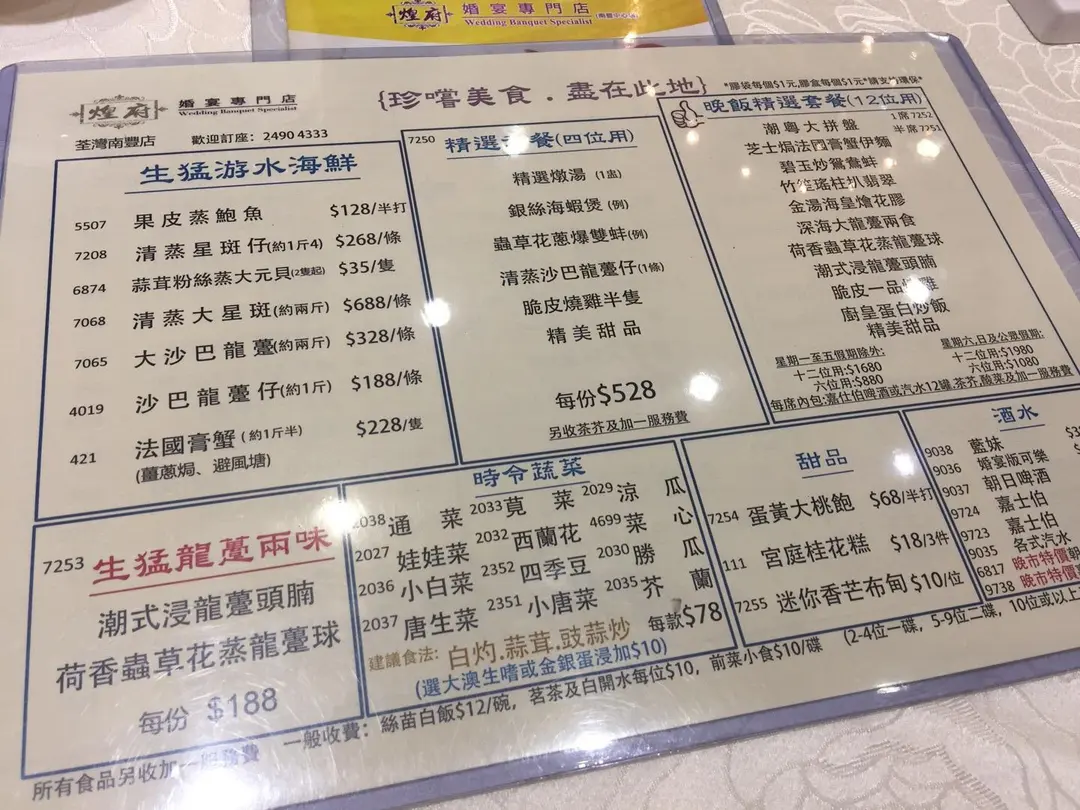 煌府 婚宴專門店
Wedding Banquet Specialist
煌府 婚宴專門店
Wedding Banquet Specialist
荃灣南豐店 歡迎訂座: 2490 4333
{珍嚐美食.盡在此地}
*膠袋每個$1元,膠盒每個$1元*請支持環保*
生猛游水海鮮
5507 果皮蒸鮑魚 $128/半打
7208 清蒸星斑仔(約1斤4) $268/條
6874 蒜茸粉絲蒸大元貝(2隻起) $35/隻
7068 清蒸大星斑(約兩斤) $688/條
7065 大沙巴龍躉(約兩斤) $328/條
4019 沙巴龍躉仔(約1斤) $188/條
421 法國膏蟹(約1斤半) $228/隻
(薑蔥焗、避風塘)
7250 精選套餐(四位用)
精選燉湯(1盅)
銀絲海蝦煲(例)
蟲草花蔥爆雙蚌(例)
清蒸沙巴龍躉仔(1條)
脆皮燒雞半隻
精美甜品
每份$528
另收茶芥及加一服務費
晚飯精選套餐(12位用)
1席7252
半席7251
潮粵大拼盤
芝士焗法國膏蟹伊麵
碧玉炒鴛鴦蚌
竹笙瑤柱扒翡翠
金湯海皇燴花膠
深海大龍躉兩食
荷香蟲草花蒸龍躉球
潮式浸龍躉頭腩
脆皮一品雞
廚皇蛋白炒飯
精美甜品
星期一至五假期除外:
十二位用:$1680
六位用:$880
星期六,日及公眾假期:
十二位用:$1980
六位用:$1080
每席內包:嘉仕伯啤酒或汽水12罐,茶芥,酸菜及加一服務費
7253 生猛龍躉兩味
潮式浸龍躉頭腩
荷香蟲草花蒸龍躉球
每份 $188
時令蔬菜
2038 通菜 2033 莧菜 2029 涼瓜
2027 娃娃菜 2032 西蘭花 4699 菜心
2036 小白菜 2352 四季豆 2030 勝瓜
2037 唐生菜 2351 小唐菜 2035 芥蘭
每款$78
建議食法: 白灼.蒜茸.豉蒜炒
(選大澳生嗜或金銀蛋浸加$10)
甜品
7254 蛋黃大桃飽 $68/半打
111 宮庭桂花糕 $18/3件
7255 迷你香芒布甸 $10/位
酒水
9038 藍妹
9036 婚宴版可樂
9037 朝日啤酒
9724 嘉士伯
9723 嘉士伯
9035 各式汽水
6817 晚市特價
9738 晚市特價
所有食品另收加一服務費
一般收費: 絲苗白飯$12/碗, 茗茶及白開水每位$10, 前菜小食$10/碟 (2-4位一碟, 5-9位二碟, 10位或以上